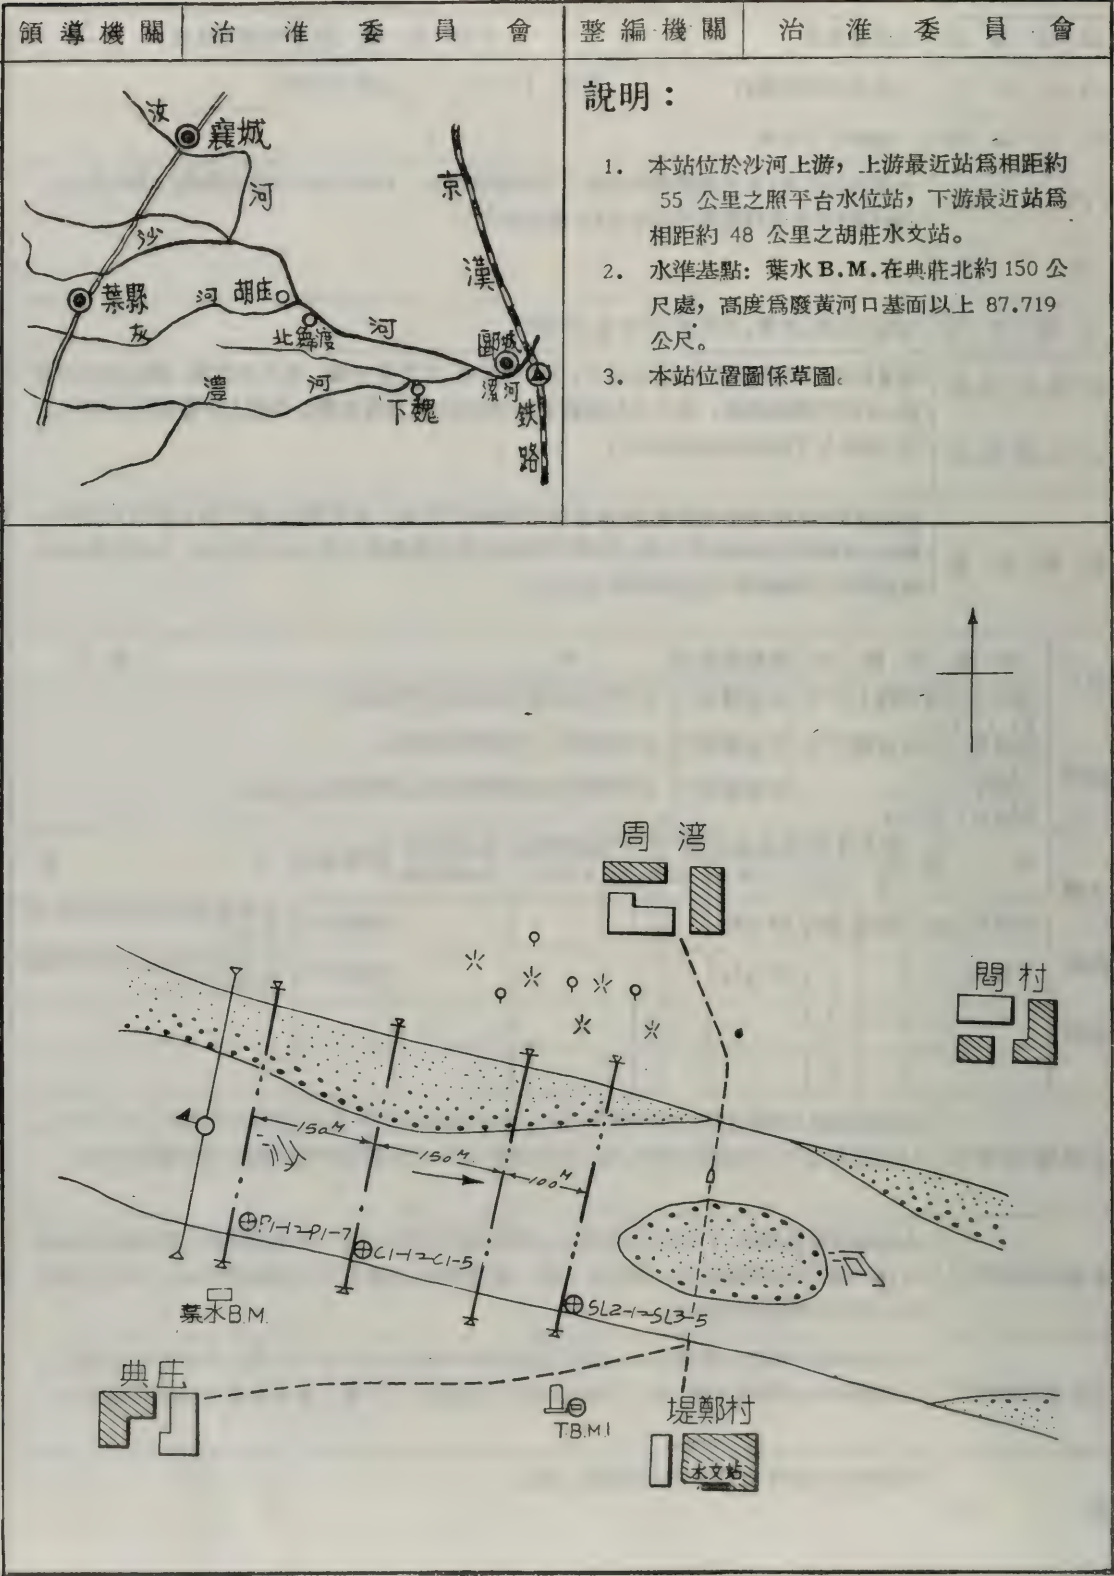 領導機關 治淮委員會 整編機關 治淮委員會
汝
襄城
河
京
沙
漢
葉縣
河
胡庄
灰
北舞渡
河
郾城
漯河
澧
河
下魏
鉄
路
說明：
1. 本站位於沙河上游，上游最近站爲相距約
55 公里之照平台水位站，下游最近站爲
相距約 48 公里之胡莊水文站。
2. 水準基點：葉水B.M.在典莊北約150公
尺處，高度爲廢黃河口基面以上 87.719
公尺。
3. 本站位置圖係草圖。
周湾
閻村
150M
150M
100M
沙
P1-1~P1-7
C1-1~C1-5
SL2-1~SL3-5
河
葉水B.M.
典庄
T.B.M.1
堤鄭村
水文站